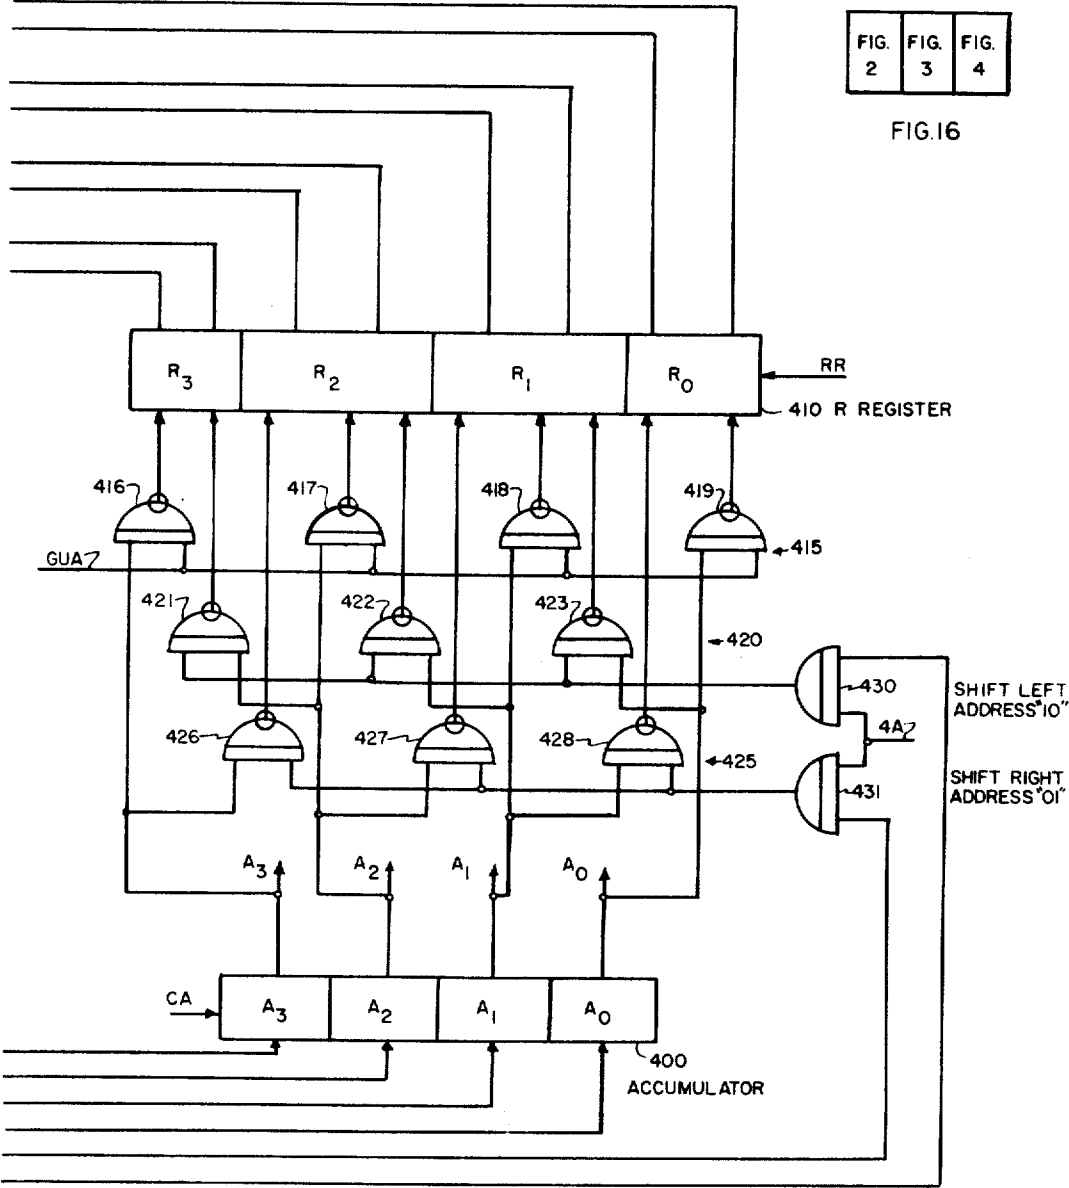 FIG. 2
FIG. 3
FIG. 4
FIG.16
R3
R2
R1
R0
RR
410 R REGISTER
416
417
418
419
415
GUA
421
422
423
420
430
SHIFT LEFT
ADDRESS "10"
4A
426
427
428
425
431
SHIFT RIGHT
ADDRESS "01"
A3
A2
A1
A0
CA
A3
A2
A1
A0
400
ACCUMULATOR